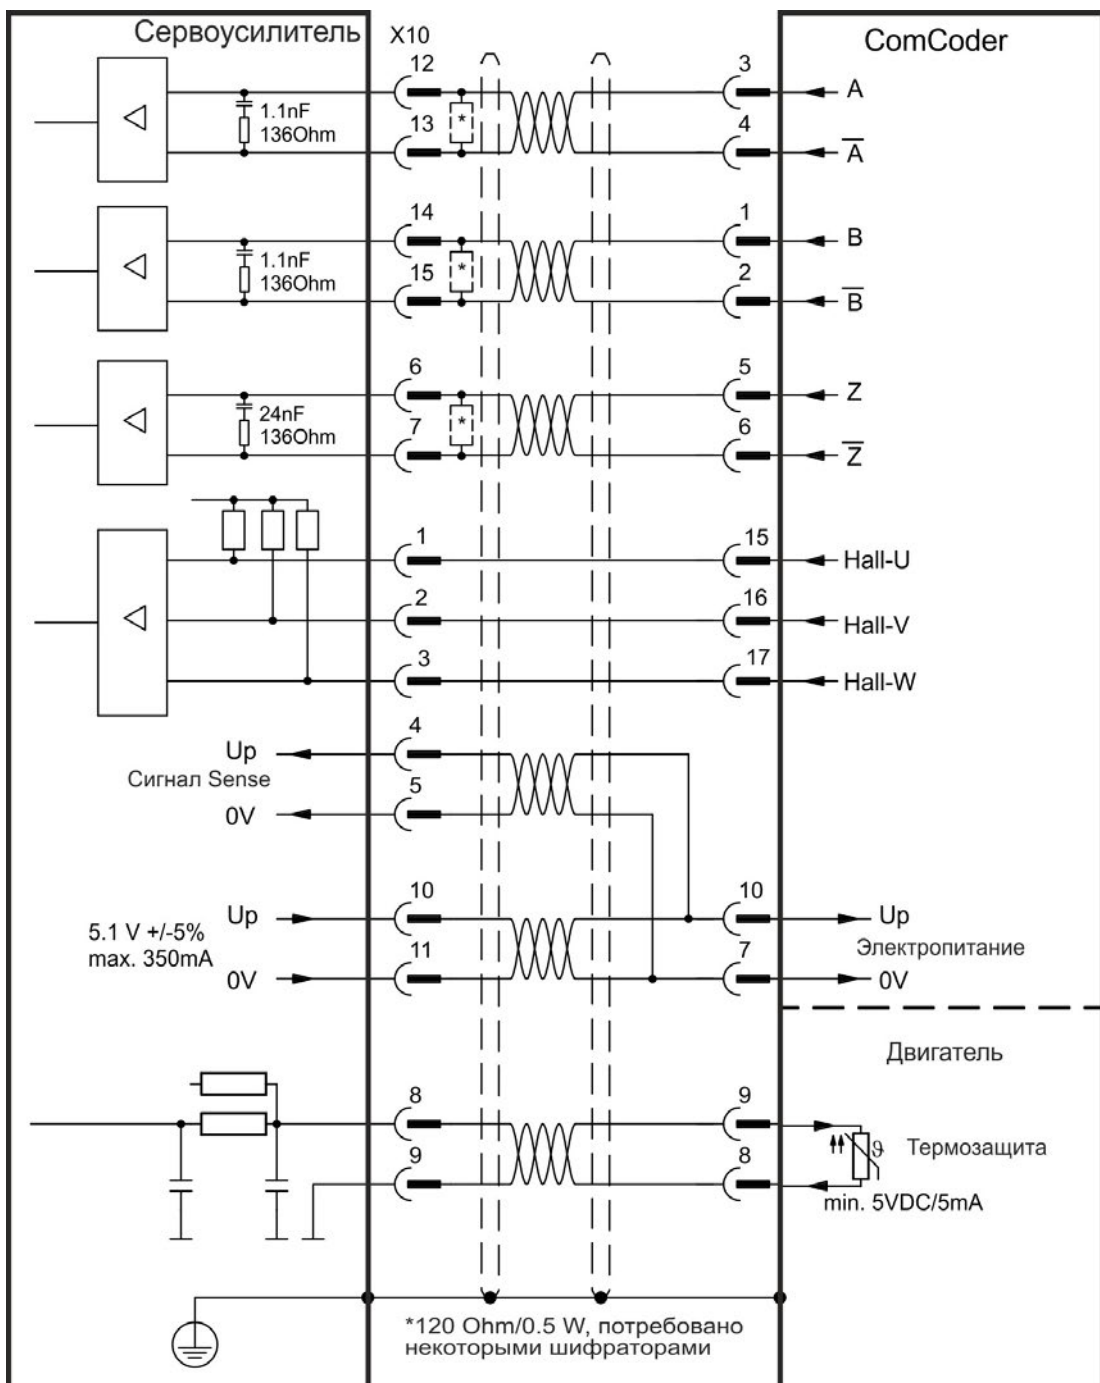 Сервоусилитель
X10
ComCoder
12
3
A
1.1nF
136Ohm
*
13
4
A
14
1
B
1.1nF
136Ohm
*
15
2
B
6
5
Z
24nF
136Ohm
*
7
6
Z
1
15
Hall-U
2
16
Hall-V
3
17
Hall-W
4
Up
Сигнал Sense
5
0V
10
10
Up
Up
5.1 V +/-5%
max. 350mA
Электропитание
11
7
0V
0V
Двигатель
8
9
ϑ
Термозащита
9
8
min. 5VDC/5mA
*120 Ohm/0.5 W, потребовано
некоторыми шифраторами